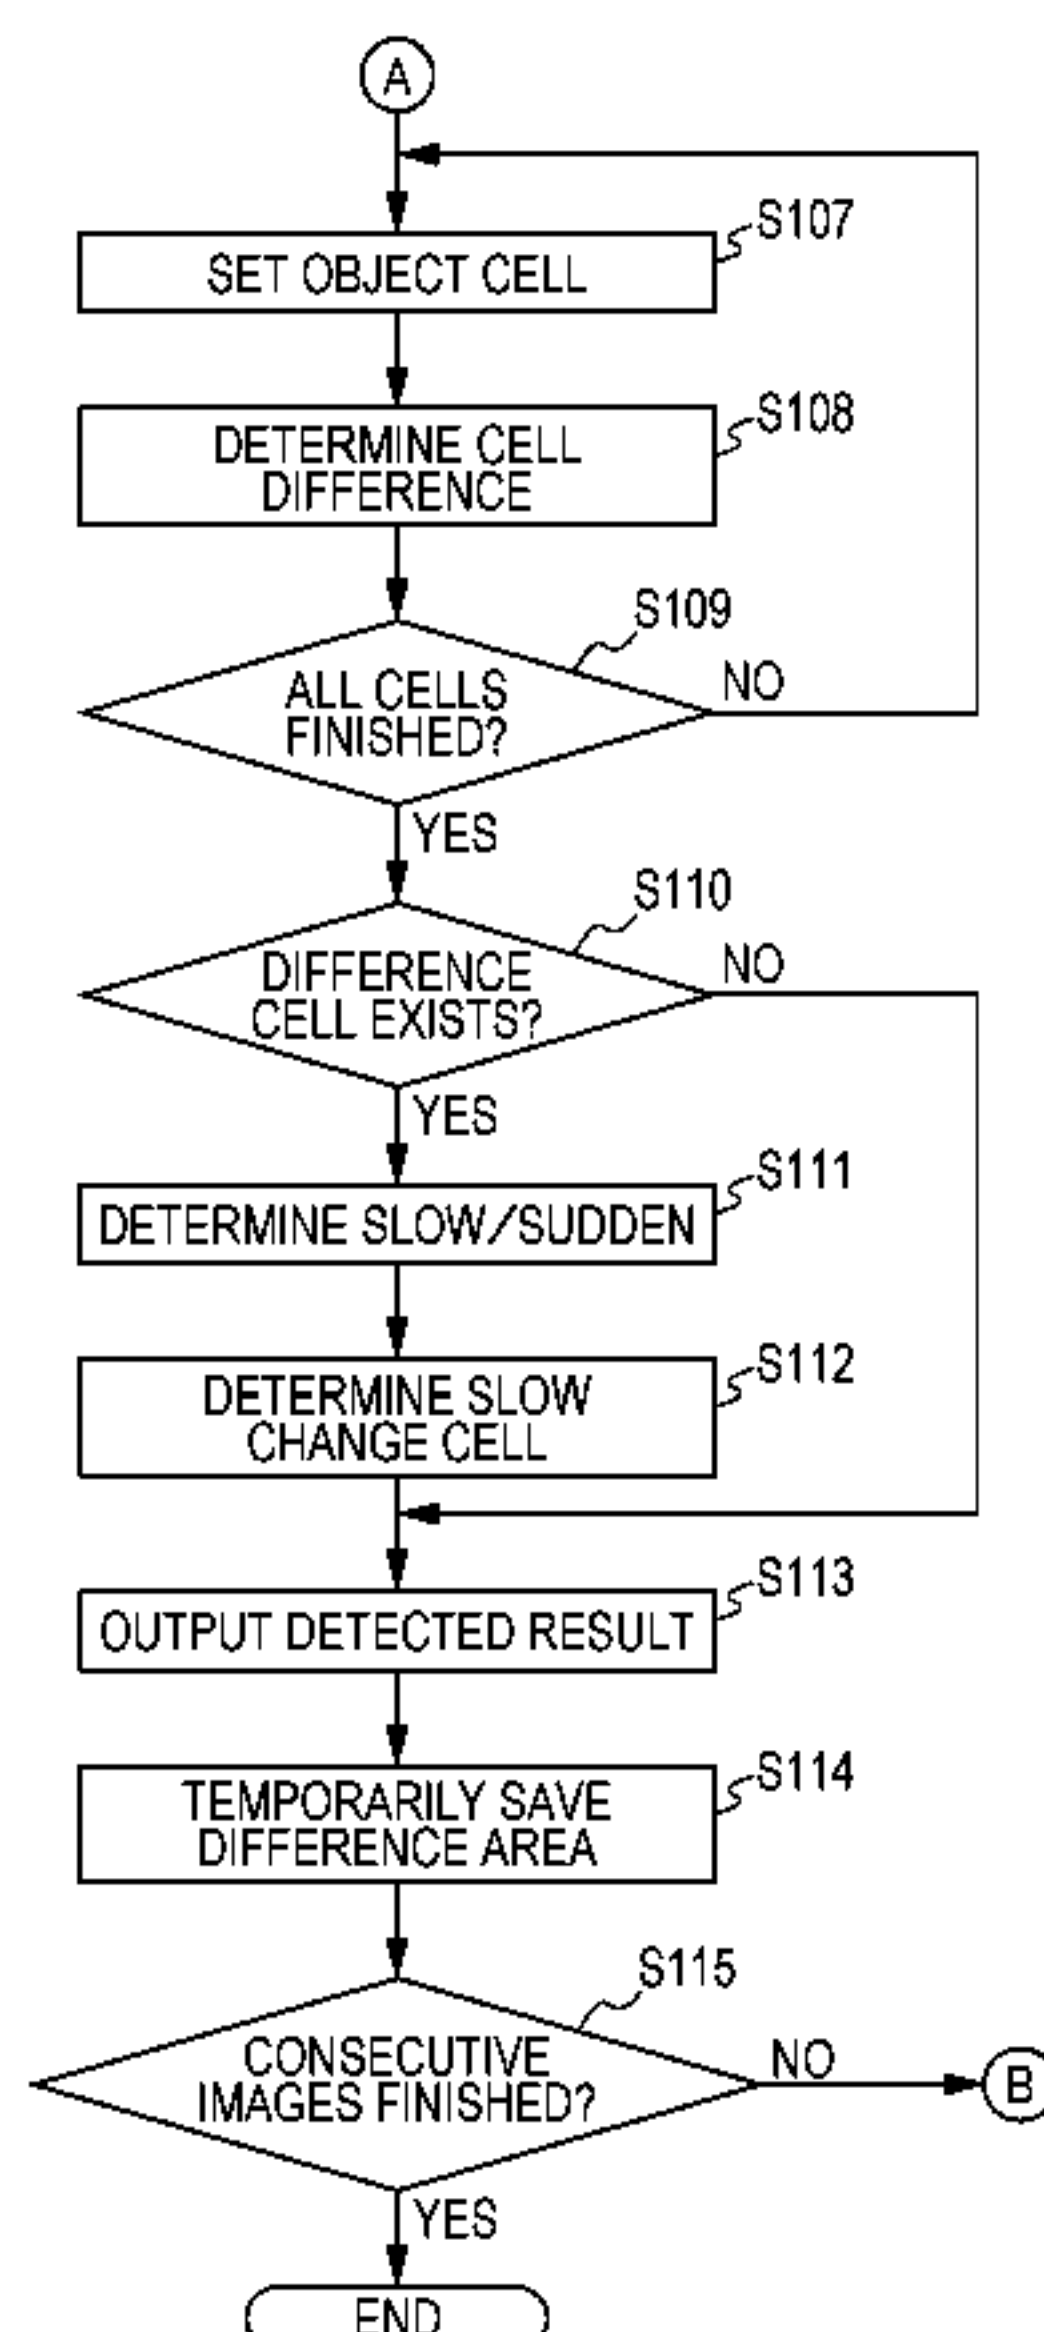 A
S107
SET OBJECT CELL
S108
DETERMINE CELL
DIFFERENCE
S109
ALL CELLS
FINISHED?
NO
YES
S110
DIFFERENCE
CELL EXISTS?
NO
YES
S111
DETERMINE SLOW/SUDDEN
S112
DETERMINE SLOW
CHANGE CELL
S113
OUTPUT DETECTED RESULT
S114
TEMPORARILY SAVE
DIFFERENCE AREA
S115
CONSECUTIVE
IMAGES FINISHED?
NO
B
YES
END